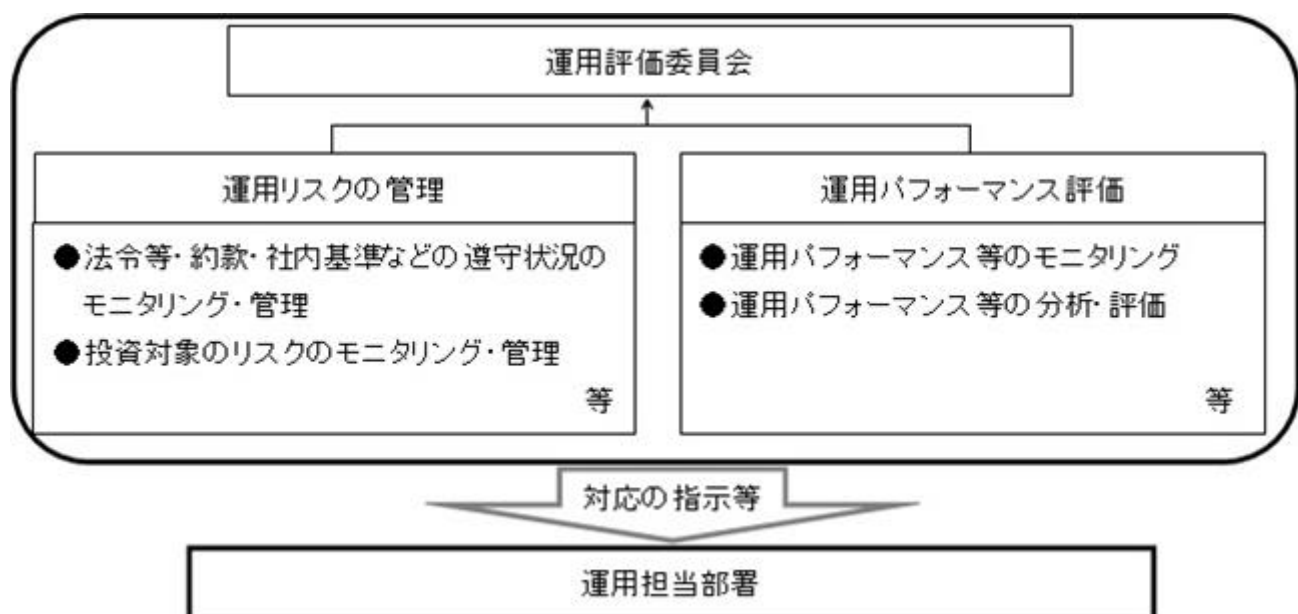 運用評価委員会
運用リスクの管理
●法令等・約款・社内基準などの遵守状況の
モニタリング・管理
●投資対象のリスクのモニタリング・管理
等
運用パフォーマンス評価
●運用パフォーマンス等のモニタリング
●運用パフォーマンス等の分析・評価
等
対応の指示等
運用担当部署